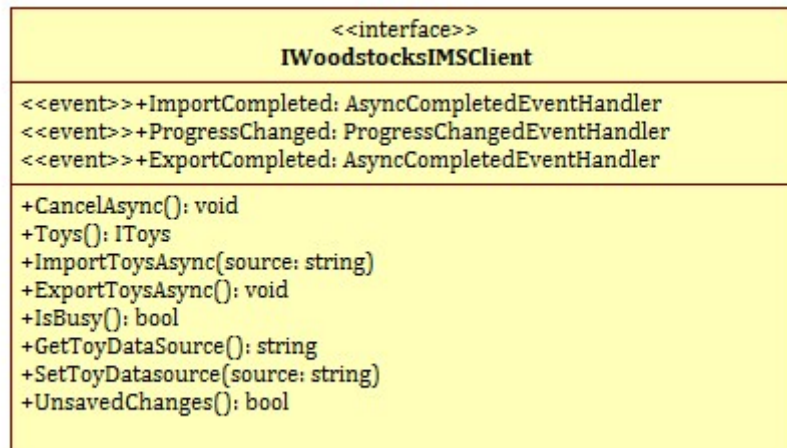 <<interface>>
IWoodstocksIMSClient
<<event>>+ImportCompleted: AsyncCompletedEventHandler
<<event>>+ProgressChanged: ProgressChangedEventHandler
<<event>>+ExportCompleted: AsyncCompletedEventHandler
+CancelAsync(): void
+Toys(): IToys
+ImportToysAsync(source: string)
+ExportToysAsync(): void
+IsBusy(): bool
+GetToyDataSource(): string
+SetToyDatasource(source: string)
+UnsavedChanges(): bool